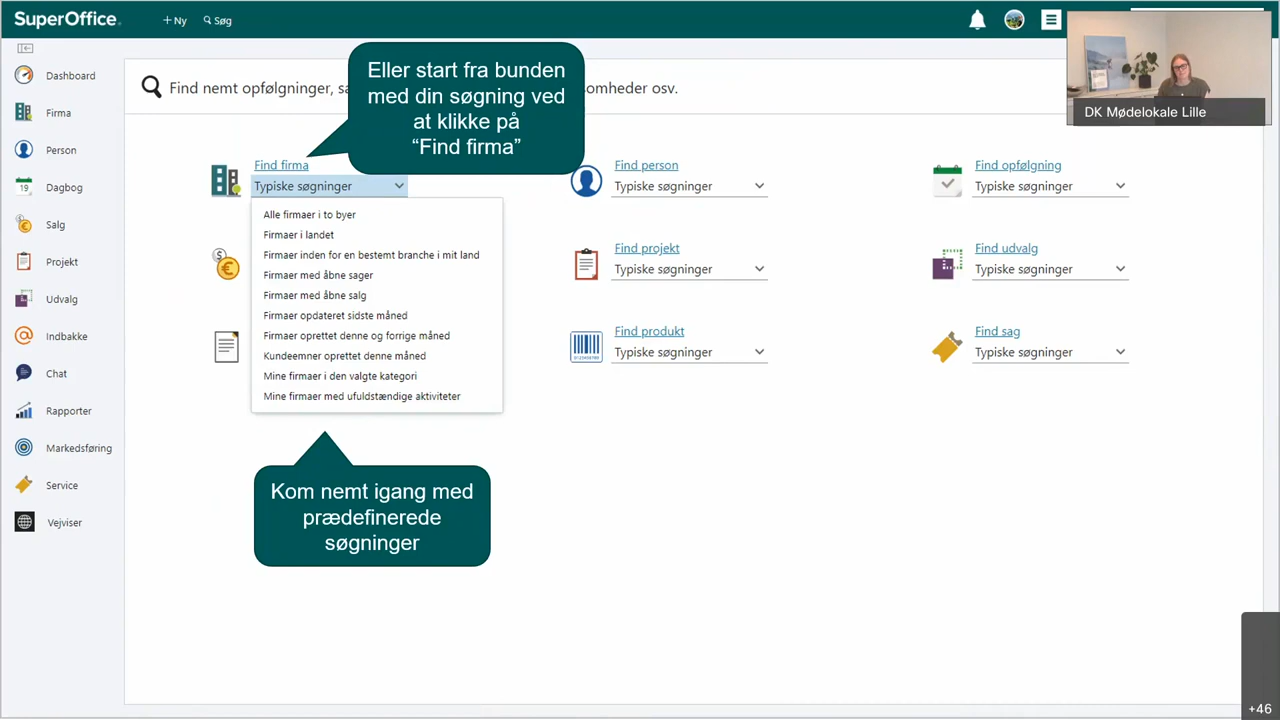 SuperOffice
+ Ny
Søg
DK Mødelokale Lille
Dashboard
Firma
Person
19
Dagbog
Salg
Projekt
Udvalg
Indbakke
Chat
Rapporter
Markedsføring
Service
Vejviser
Find nemt opfølgninger, sa
omheder osv.
Eller start fra bunden
med din søgning ved
at klikke på
“Find firma”
Find firma
Typiske søgninger
Alle firmaer i to byer
Firmaer i landet
Firmaer inden for en bestemt branche i mit land
Firmaer med åbne sager
Firmaer med åbne salg
Firmaer opdateret sidste måned
Firmaer oprettet denne og forrige måned
Kundeemner oprettet denne måned
Mine firmaer i den valgte kategori
Mine firmaer med ufuldstændige aktiviteter
Find person
Typiske søgninger
Find opfølgning
Typiske søgninger
Find projekt
Typiske søgninger
Find udvalg
Typiske søgninger
Find produkt
Typiske søgninger
Find sag
Typiske søgninger
Kom nemt igang med
prædefinerede
søgninger
+46